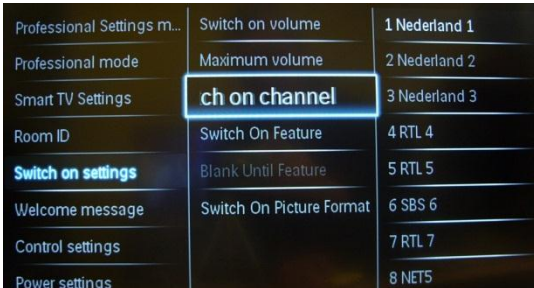 Professional Settings m...
Professional mode
Smart TV Settings
Room ID
Switch on settings
Welcome message
Control settings
Power settings
Switch on volume
Maximum volume
ch on channel
Switch On Feature
Blank Until Feature
Switch On Picture Format
1 Nederland 1
2 Nederland 2
3 Nederland 3
4 RTL 4
5 RTL 5
6 SBS 6
7 RTL 7
8 NET5